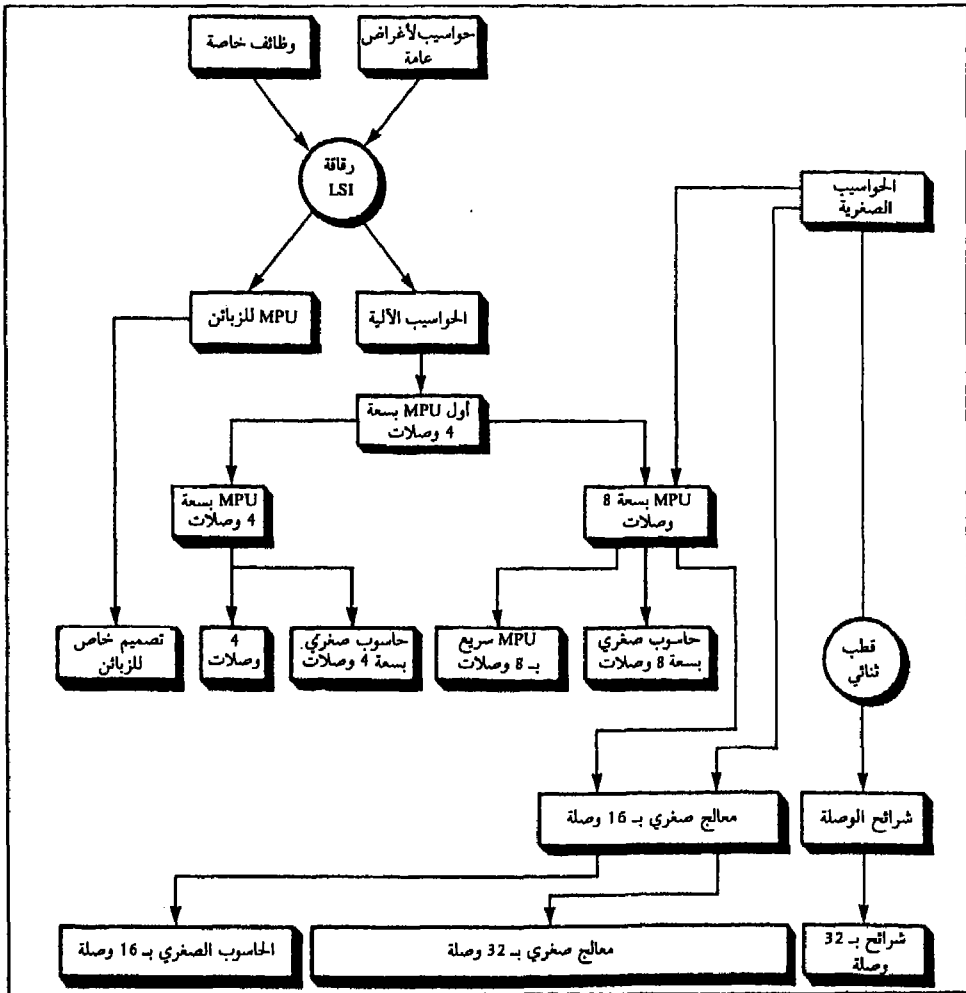 وظائف خاصة
حواسيب لأغراض
عامة
رقاقة
LSI
الحواسيب
الصغرية
MPU للزبائن
الحواسيب الآلية
أول MPU بسعة
4 وصلات
MPU بسعة
4 وصلات
MPU بسعة 8
وصلات
تصميم خاص
للزبائن
4
وصلات
حاسوب صغري
بسعة 4 وصلات
MPU سريع
بـ 8 وصلات
حاسوب صغري
بسعة 8 وصلات
قطب
ثنائي
معالج صغري بـ 16 وصلة
شرائح الوصلة
الحاسوب الصغري بـ 16 وصلة
معالج صغري بـ 32 وصلة
شرائح بـ 32
وصلة